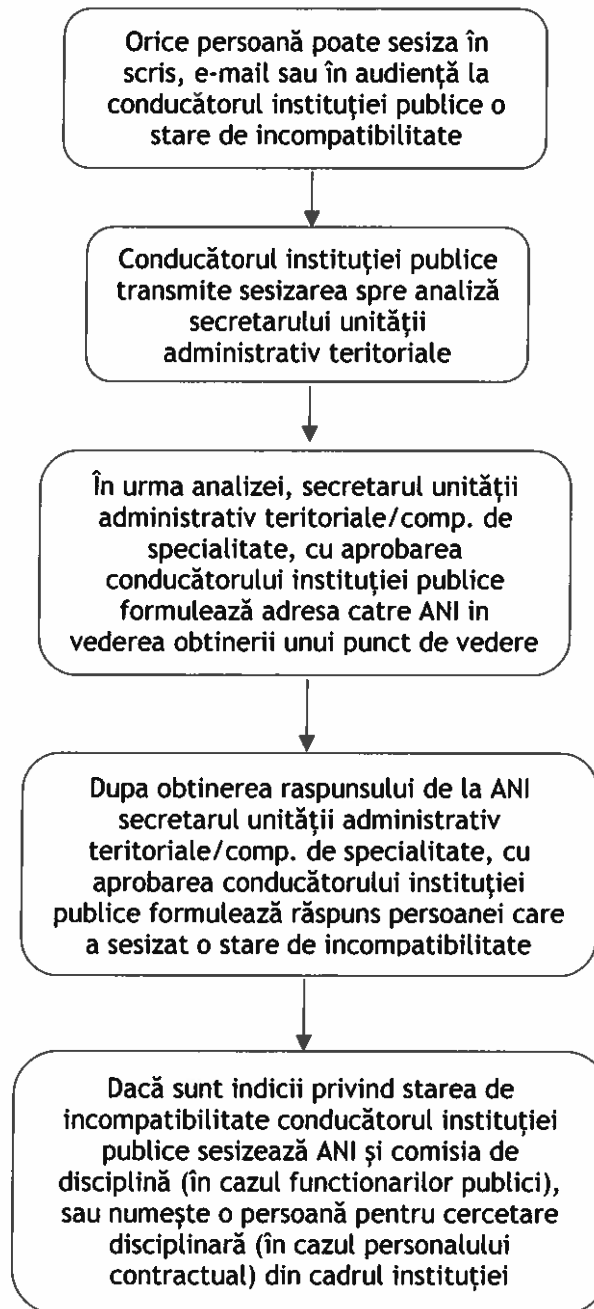 Orice persoană poate sesiza în
scris, e-mail sau în audiență la
conducătorul instituției publice o
stare de incompatibilitate
Conducătorul instituției publice
transmite sesizarea spre analiză
secretarului unității
administrativ teritoriale
În urma analizei, secretarul unității
administrativ teritoriale/comp. de
specialitate, cu aprobarea
conducătorului instituției publice
formulează adresa catre ANI in
vederea obtinerii unui punct de vedere
Dupa obtinerea raspunsului de la ANI
secretarul unității administrativ
teritoriale/comp. de specialitate, cu
aprobarea conducătorului instituției
publice formulează răspuns persoanei care
a sesizat o stare de incompatibilitate
Dacă sunt indicii privind starea de
incompatibilitate conducătorul instituției
publice sesizează ANI și comisia de
disciplină (în cazul functionarilor publici),
sau numește o persoană pentru cercetare
disciplinară (în cazul personalului
contractual) din cadrul instituției